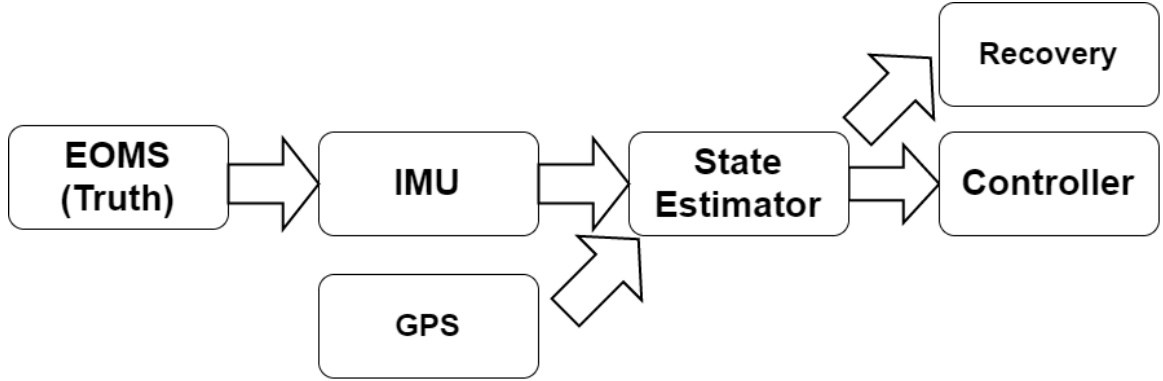 Recovery
EOMS
(Truth)
IMU
State
Estimator
Controller
GPS